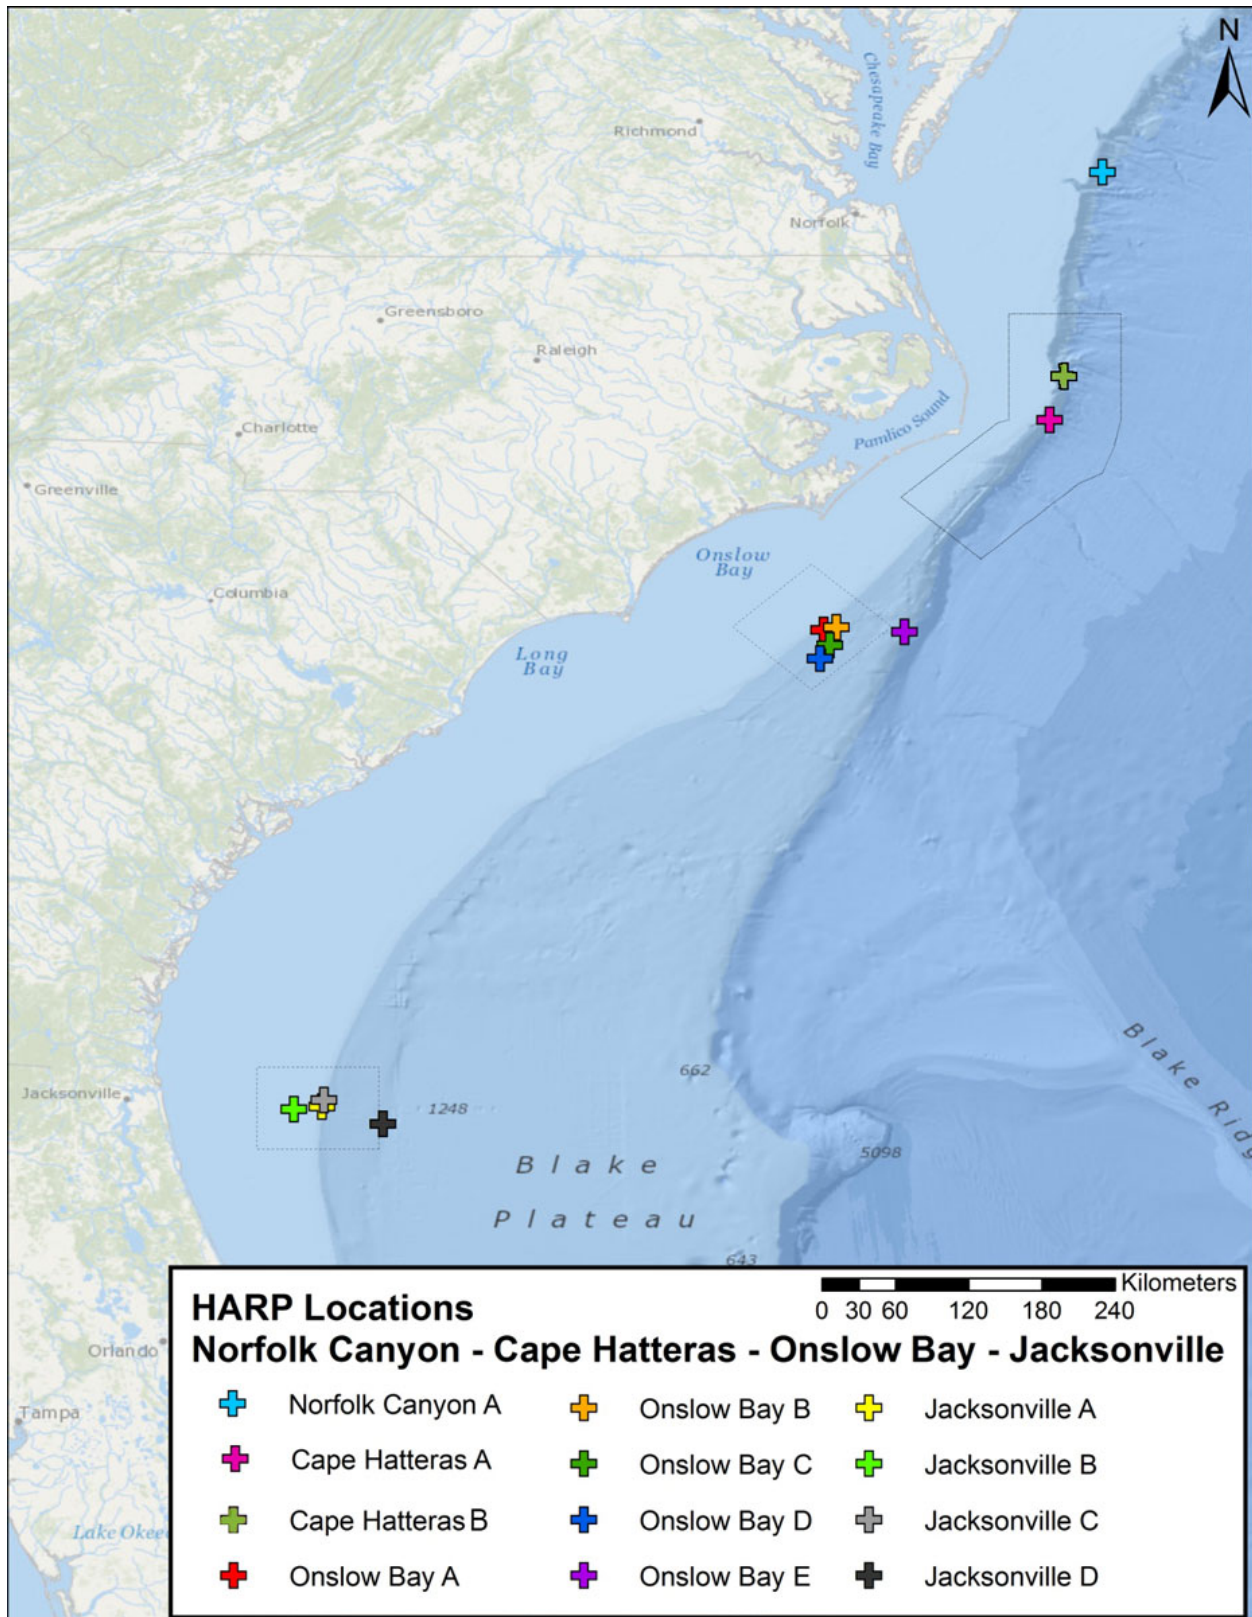 N
Chesapeake Bay
Richmond
Norfolk
Greensboro
Raleigh
Charlotte
Pamlico Sound
Greenville
Onslow
Bay
Columbia
Long
Bay
Blake Ridg
662
Jacksonville
1248
Blake
5098
Plateau
643
HARP Locations
Kilometers
0 30 60 120 180 240
Norfolk Canyon - Cape Hatteras - Onslow Bay - Jacksonville
Orlando
Norfolk Canyon A
Onslow Bay B
Jacksonville A
Tampa
Cape Hatteras A
Onslow Bay C
Jacksonville B
Cape Hatteras B
Onslow Bay D
Jacksonville C
Lake Okee
Onslow Bay A
Onslow Bay E
Jacksonville D